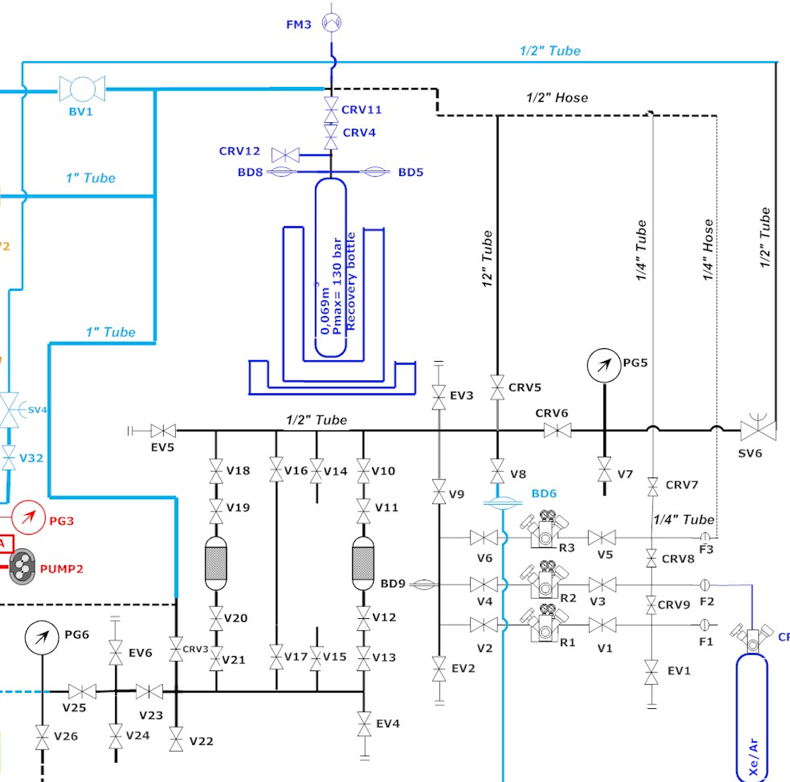 FM3
1/2" Tube
BV1
1/2" Hose
CRV11
CRV4
CRV12
BD8
BD5
1" Tube
V2
0,069m³
Pmax= 130 bar
Recovery bottle
12" Tube
1/4" Tube
1/4" Hose
1/2" Tube
1" Tube
PG5
SV4
EV3
CRV5
1/2" Tube
CRV6
EV5
SV6
V32
V18
V16
V14
V10
V8
V7
V9
CRV7
BD6
V19
V11
PG3
1/4" Tube
A
PUMP2
V6
R3
V5
F3
CRV8
BD9
V4
R2
V3
F2
CRV9
V20
V12
V2
R1
V1
F1
PG6
EV6
CRV3
V21
V17
V15
V13
EV2
EV1
V25
V23
EV4
V26
V24
V22
Xe/Ar